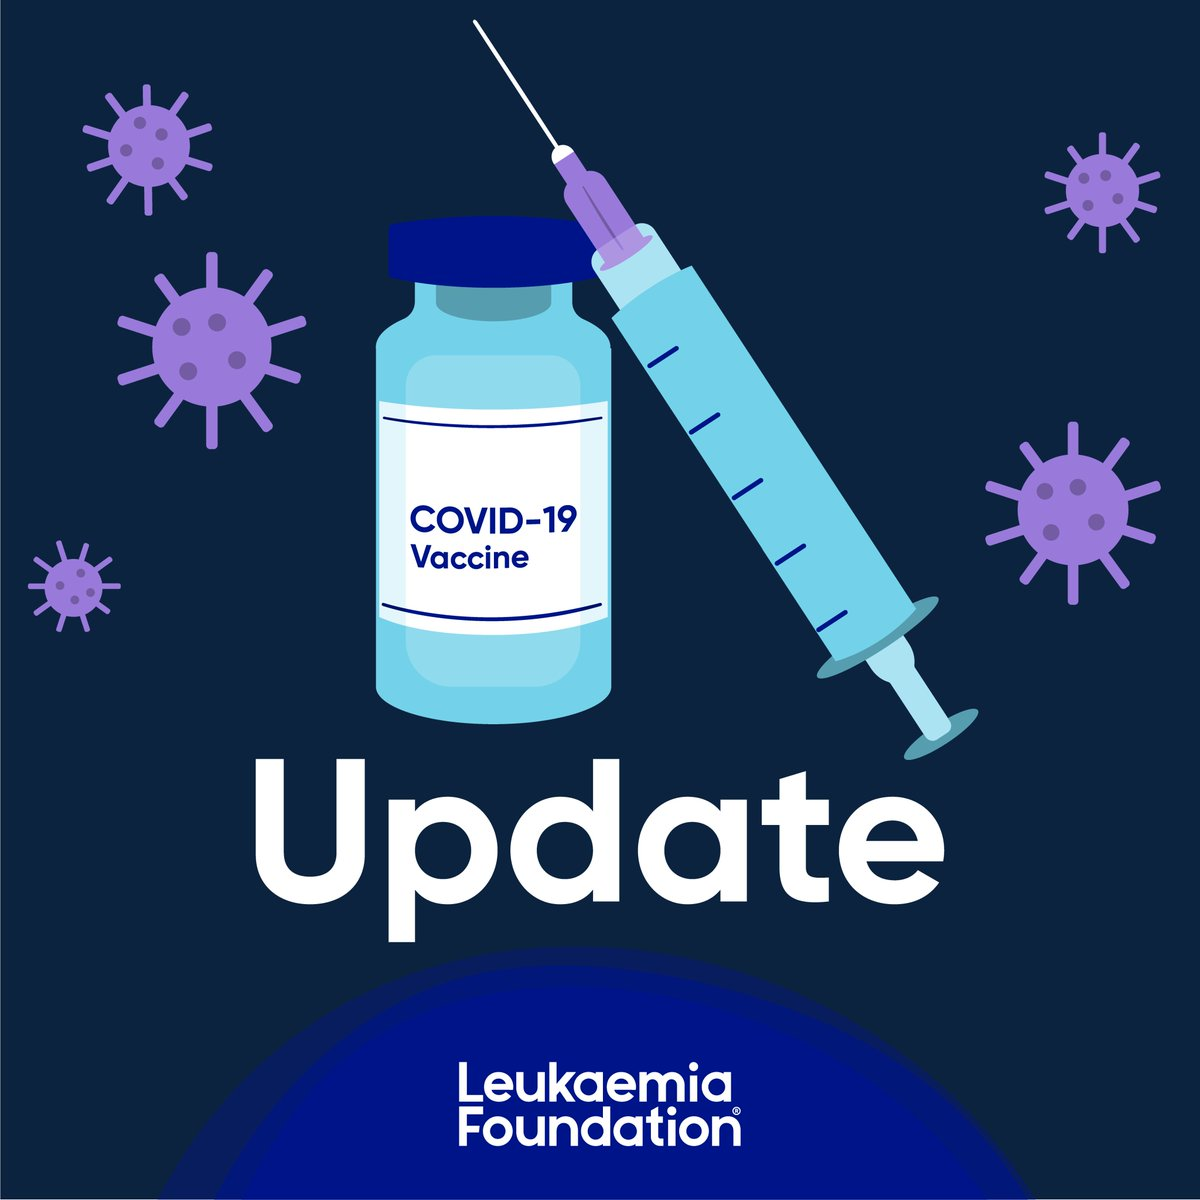 COVID-19
Vaccine
Update
Leukaemia
Foundation®